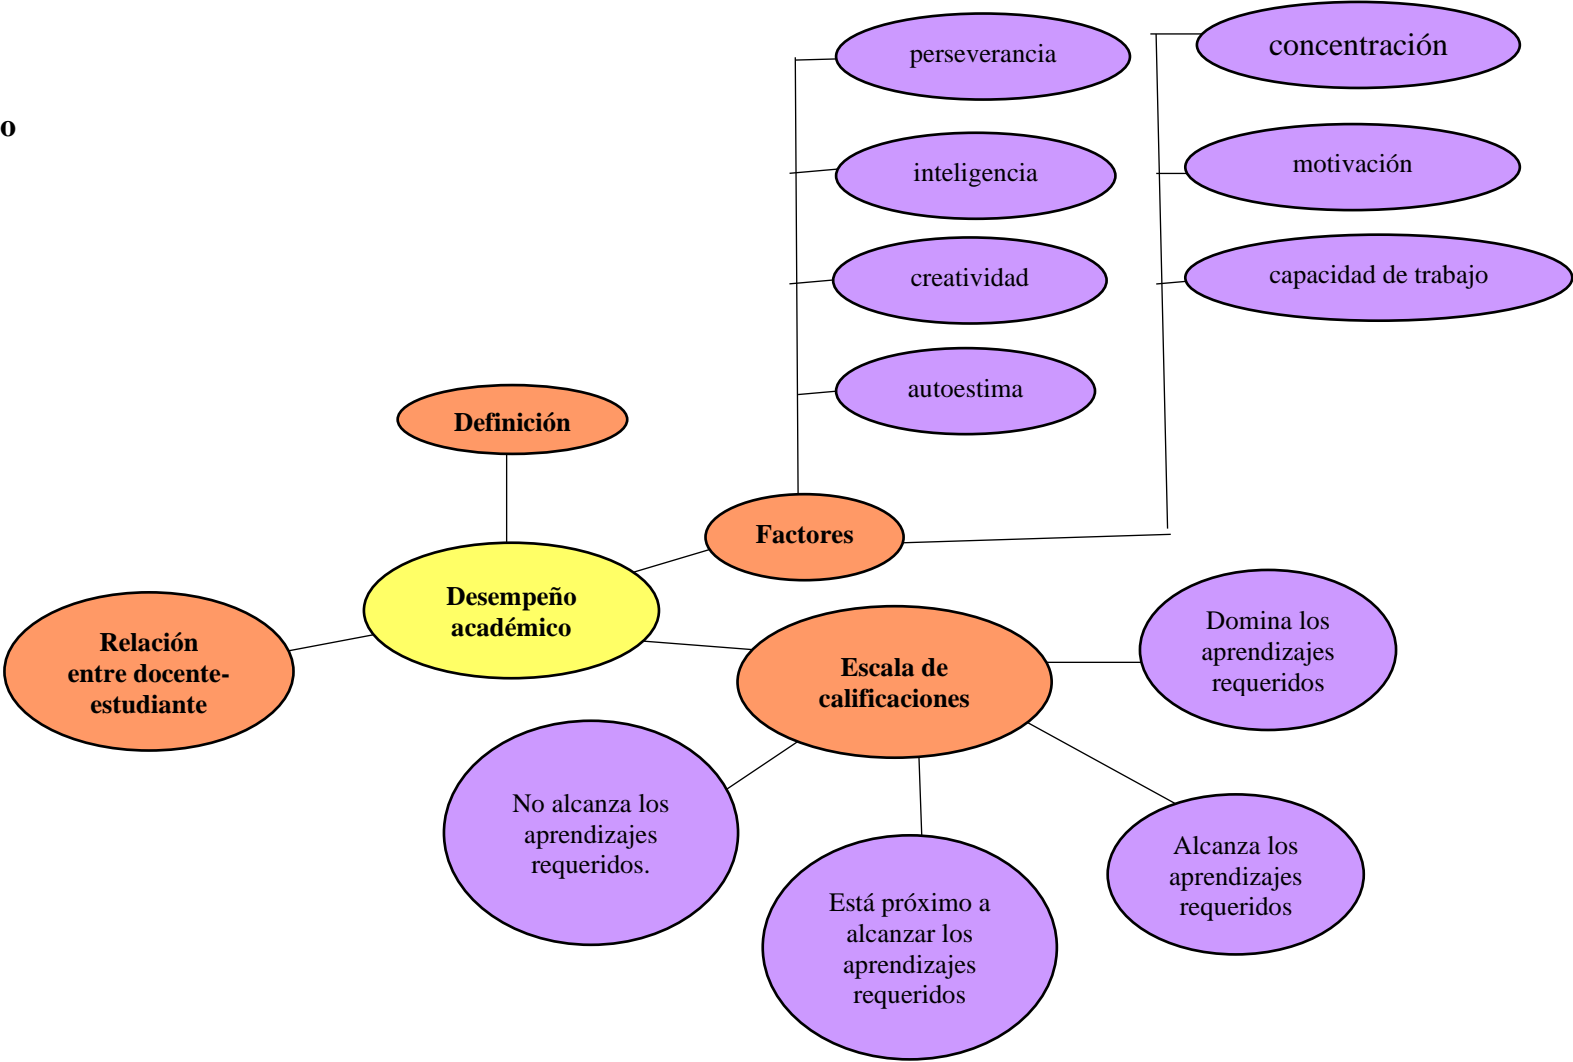 o
perseverancia
inteligencia
creatividad
autoestima
concentración
motivación
capacidad de trabajo
Definición
Factores
Desempeño
académico
Relación
entre docente-
estudiante
Escala de
calificaciones
Domina los
aprendizajes
requeridos
No alcanza los
aprendizajes
requeridos.
Está próximo a
alcanzar los
aprendizajes
requeridos
Alcanza los
aprendizajes
requeridos